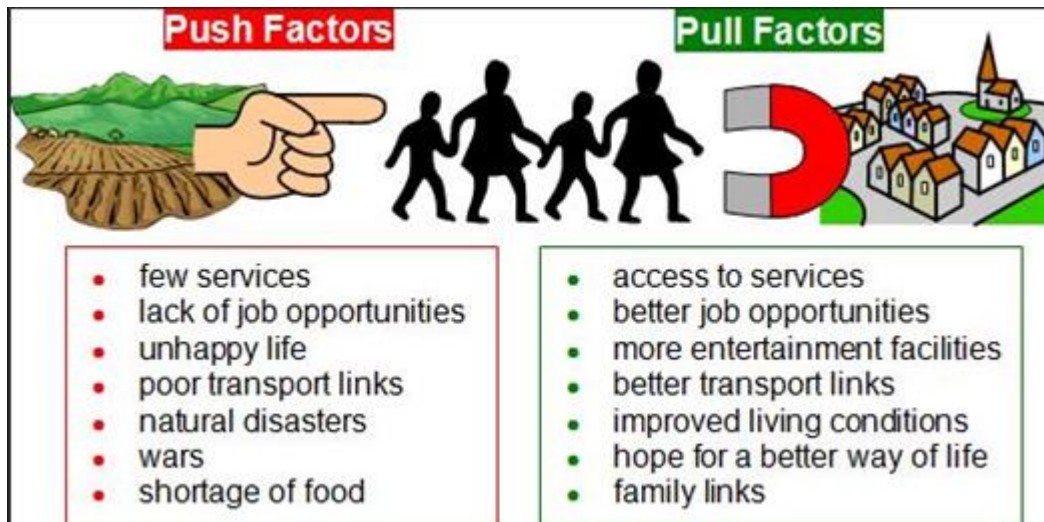 Push Factors
Pull Factors
few services
lack of job opportunities
unhappy life
poor transport links
natural disasters
wars
shortage of food
access to services
better job opportunities
more entertainment facilities
better transport links
improved living conditions
hope for a better way of life
family links